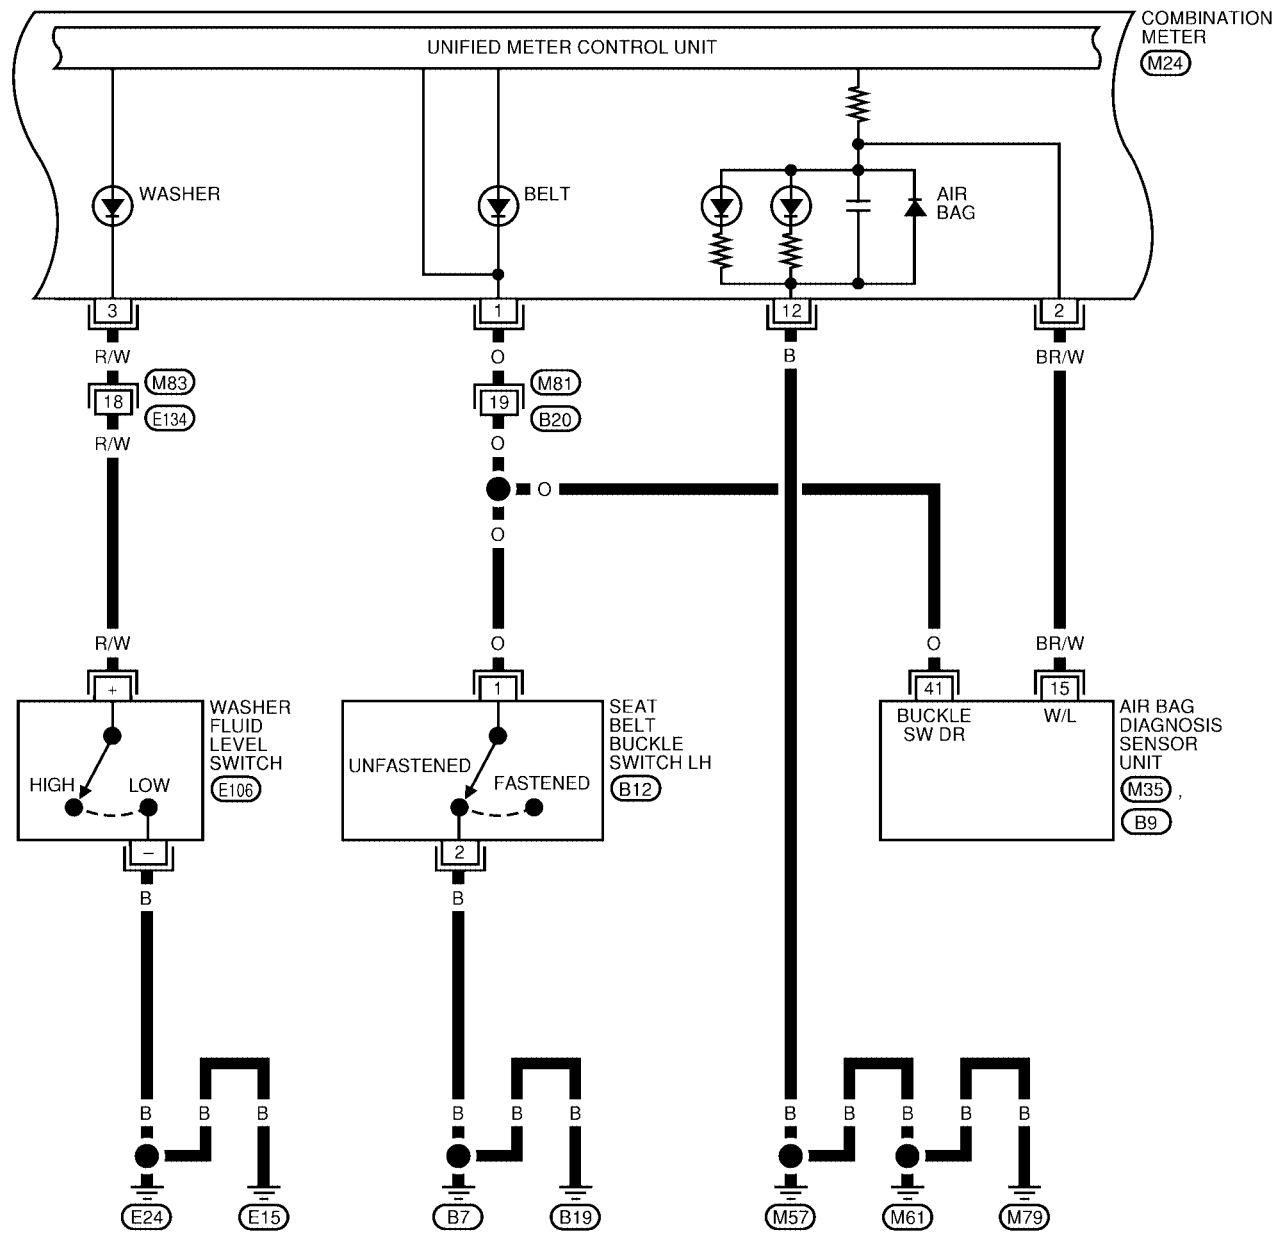 COMBINATION
METER
M24
UNIFIED METER CONTROL UNIT
WASHER
BELT
AIR
BAG
3
1
12
2
R/W
O
B
BR/W
18
M83
E134
19
M81
B20
R/W
O
O
O
R/W
O
O
BR/W
+
1
41
15
WASHER
FLUID
LEVEL
SWITCH
E106
HIGH
LOW
SEAT
BELT
BUCKLE
SWITCH LH
B12
UNFASTENED
FASTENED
BUCKLE
SW DR
W/L
AIR BAG
DIAGNOSIS
SENSOR
UNIT
M35 ,
B9
–
2
B
B
B
B
B
B
B
B
B
B
B
B
B
E24
E15
B7
B19
M57
M61
M79